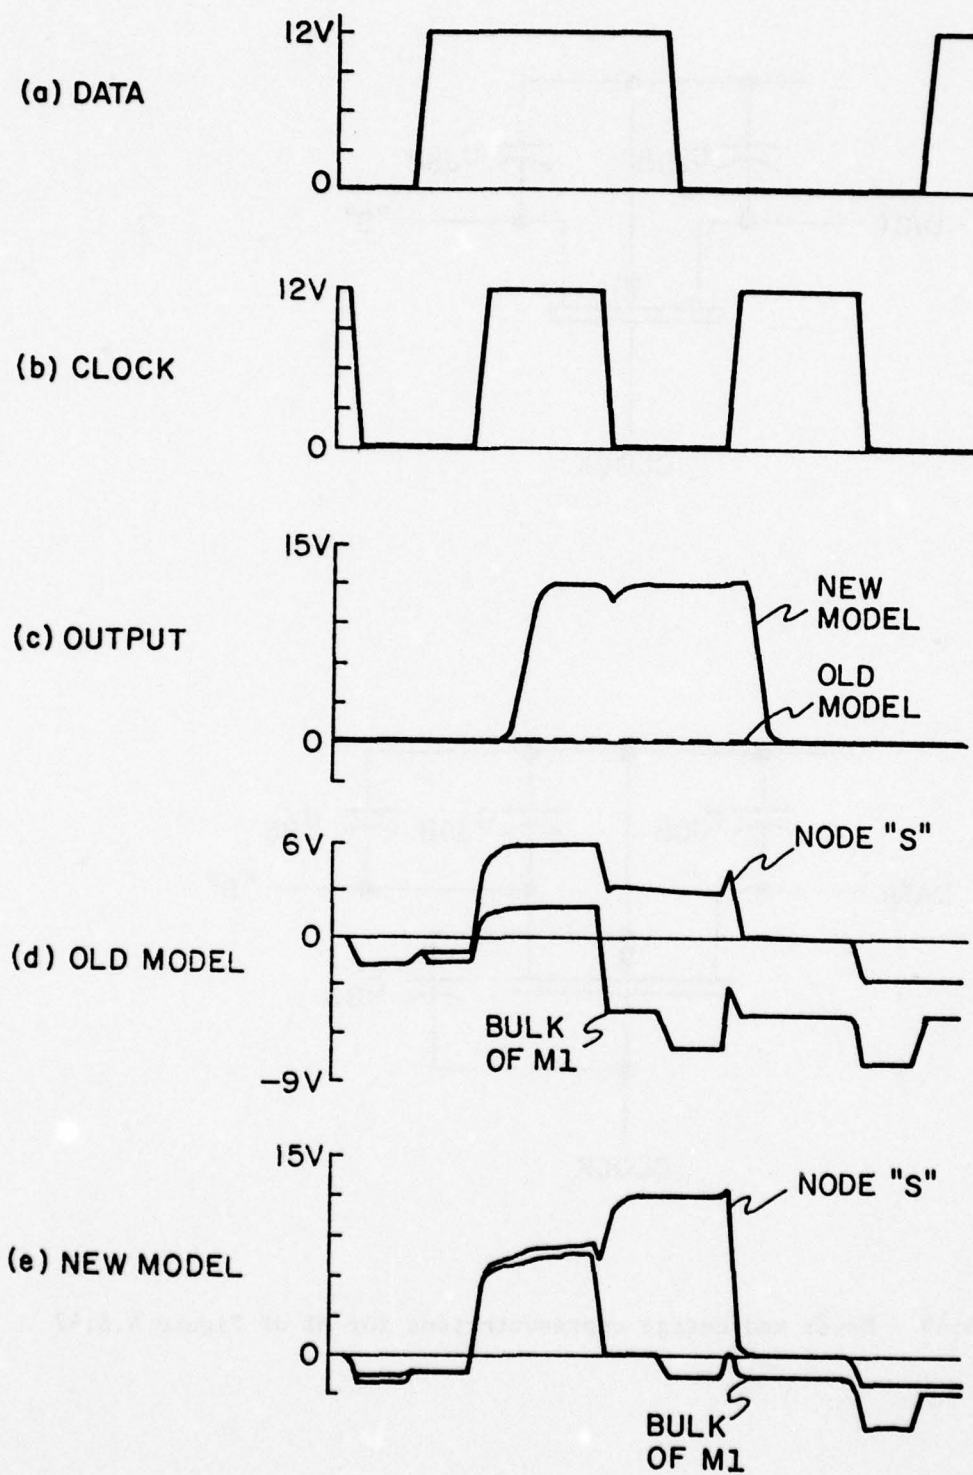 12V
(a) DATA
0
12V
(b) CLOCK
0
15V
NEW
MODEL
(c) OUTPUT
OLD
MODEL
0
6V
NODE "S"
0
(d) OLD MODEL
BULK
OF M1
-9V
15V
NODE "S"
(e) NEW MODEL
0
BULK
OF M1